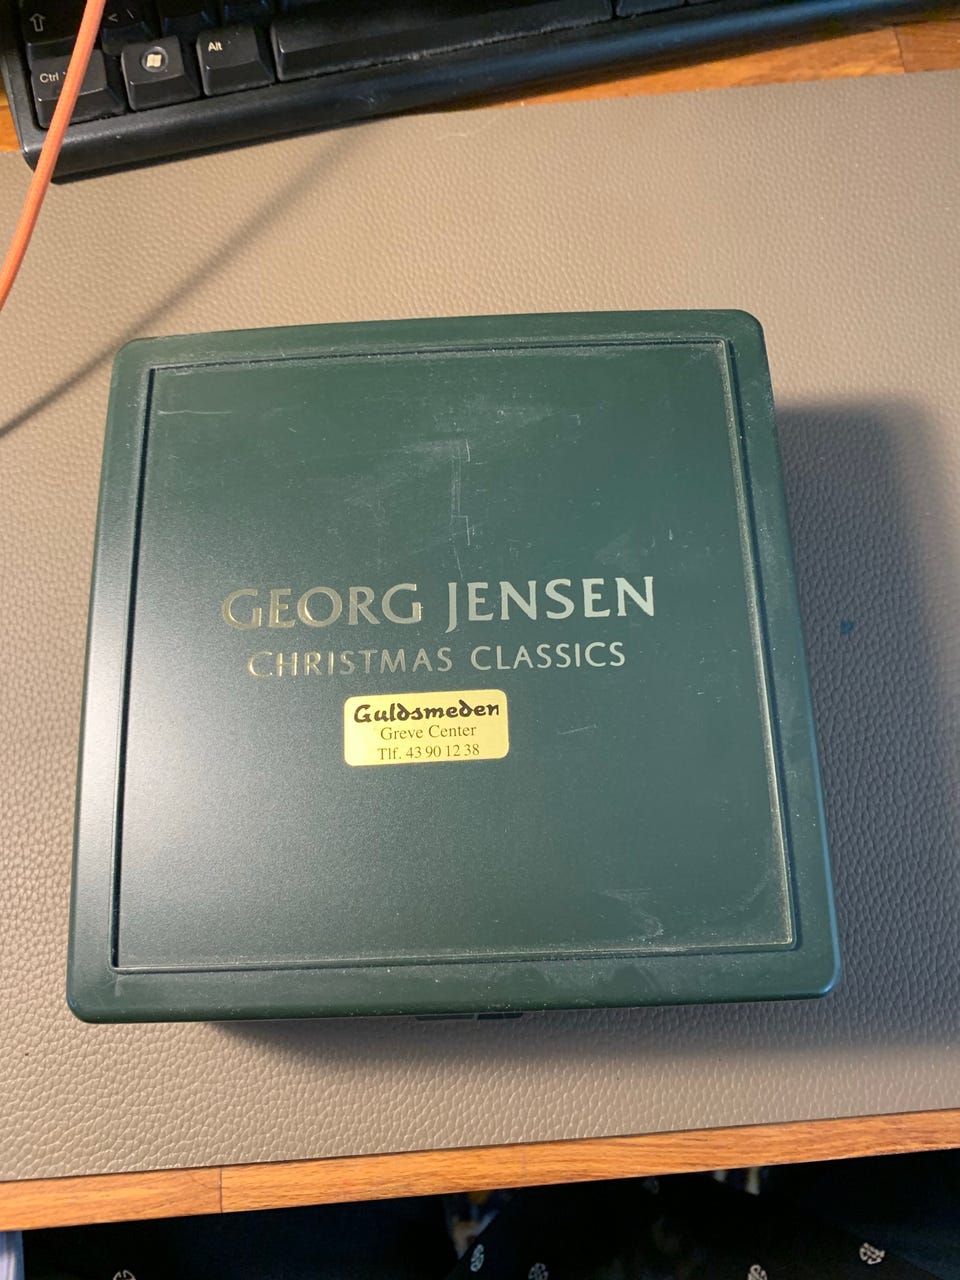 < \
Alt
Ctrl
GEORG JENSEN
CHRISTMAS CLASSICS
Guldsmeden
Greve Center
Tlf. 43 90 12 38